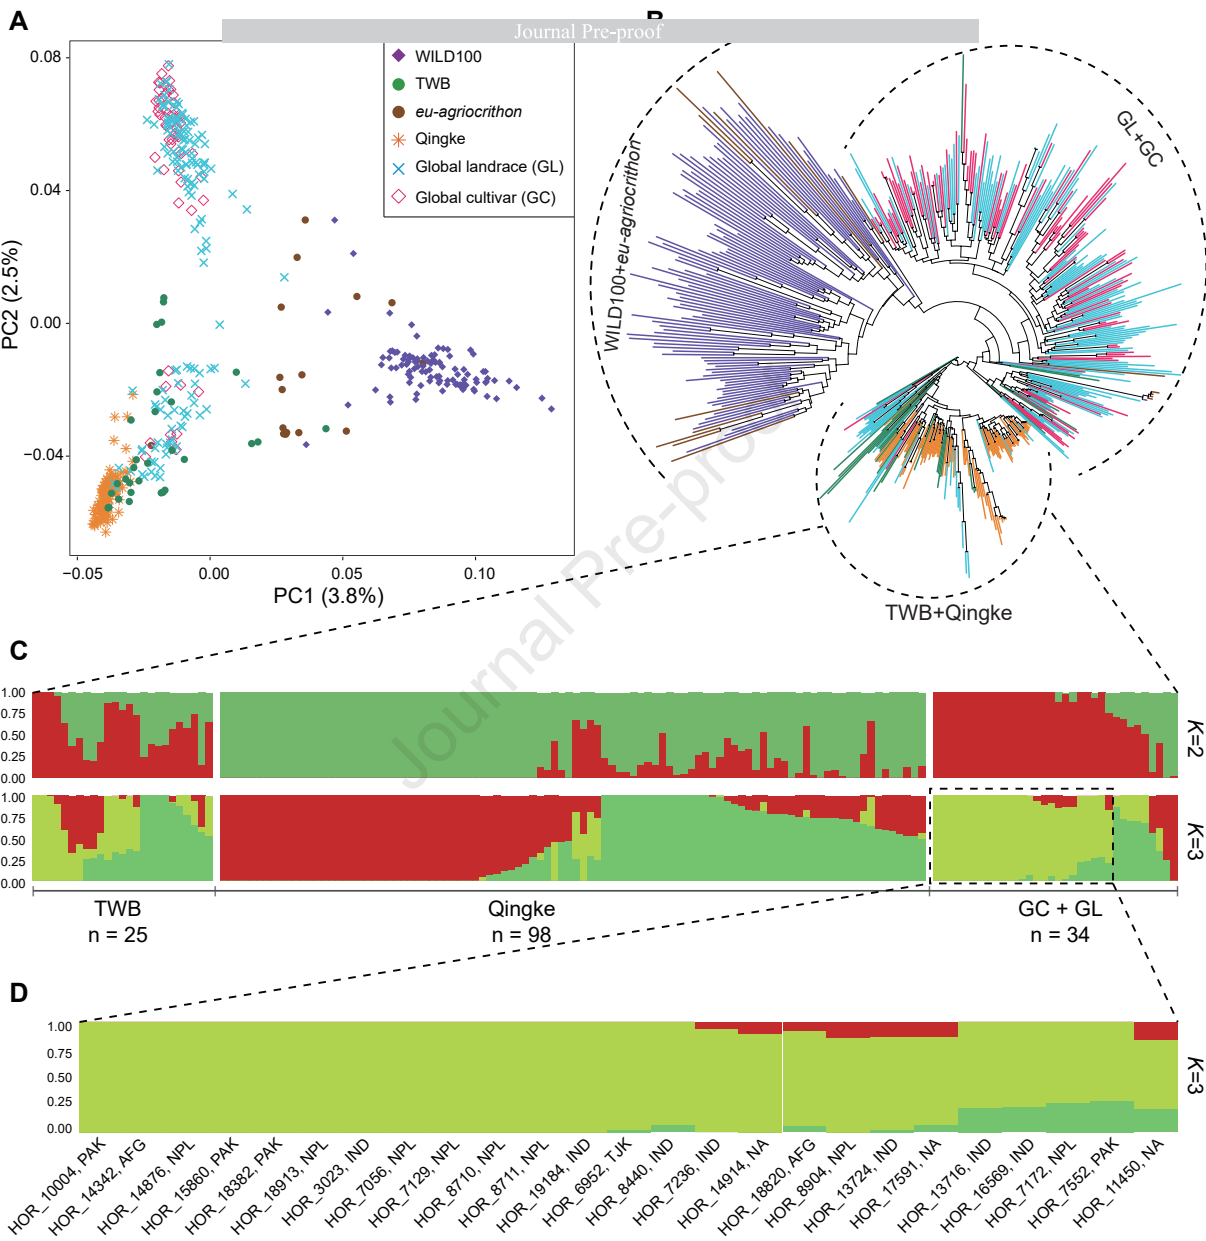 A
B
Journal Pre-proof
WILD100
TWB
eu-agriocrithon
Qingke
Global landrace (GL)
Global cultivar (GC)
0.08
0.04
0.00
−0.04
PC2 (2.5%)
−0.05
0.00
0.05
0.10
PC1 (3.8%)
WILD100+eu-agriocrithon
GL+GC
TWB+Qingke
Journal Pre-proof
C
1.00
0.75
0.50
0.25
0.00
K=2
1.00
0.75
0.50
0.25
0.00
K=3
TWB
n = 25
Qingke
n = 98
GC + GL
n = 34
D
1.00
0.75
0.50
0.25
0.00
K=3
HOR_10004, PAK
HOR_14342, AFG
HOR_14876, NPL
HOR_15860, PAK
HOR_18382, PAK
HOR_18913, NPL
HOR_3023, IND
HOR_7056, NPL
HOR_7129, NPL
HOR_8710, NPL
HOR_8711, NPL
HOR_19184, IND
HOR_6952, TJK
HOR_8440, IND
HOR_7236, IND
HOR_14914, NA
HOR_18820, AFG
HOR_8904, NPL
HOR_13724, IND
HOR_17591, NA
HOR_13716, IND
HOR_16569, IND
HOR_7172, NPL
HOR_7552, PAK
HOR_11450, NA